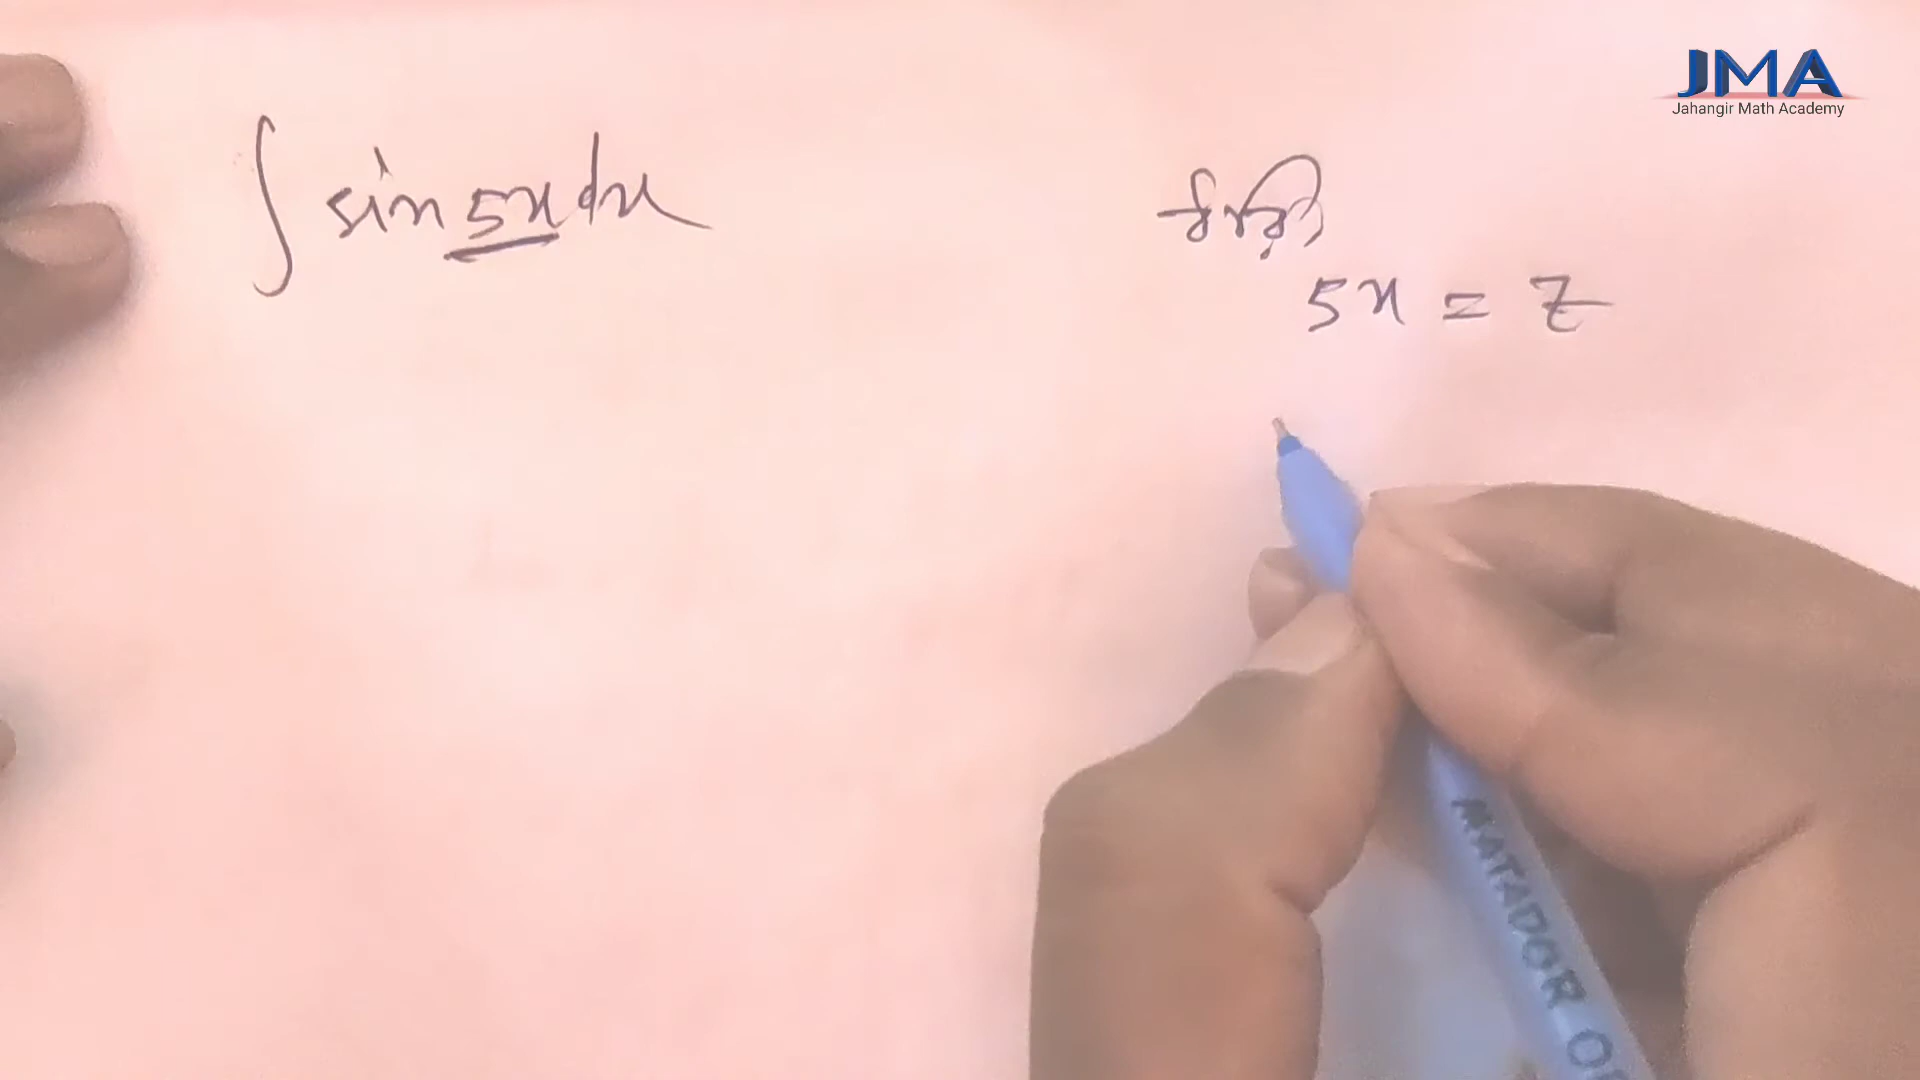 JMA
Jahangir Math Academy
∫ sin 5x dx
ধরি,
5x = z
MATADOR